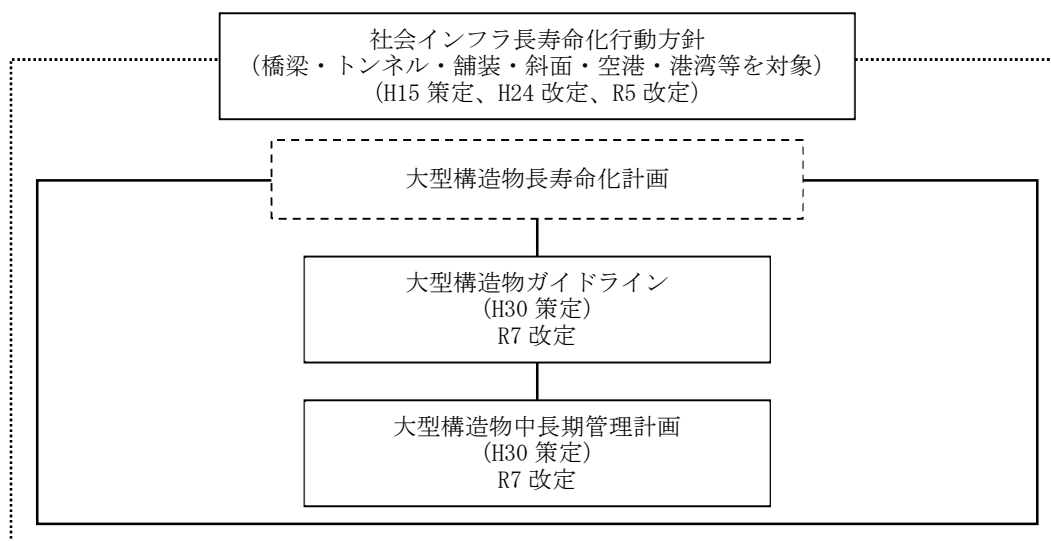 社会インフラ長寿命化行動方針
(橋梁・トンネル・舗装・斜面・空港・港湾等を対象)
(H15 策定、H24 改定、R5 改定)
大型構造物長寿命化計画
大型構造物ガイドライン
(H30 策定)
R7 改定
大型構造物中長期管理計画
(H30 策定)
R7 改定